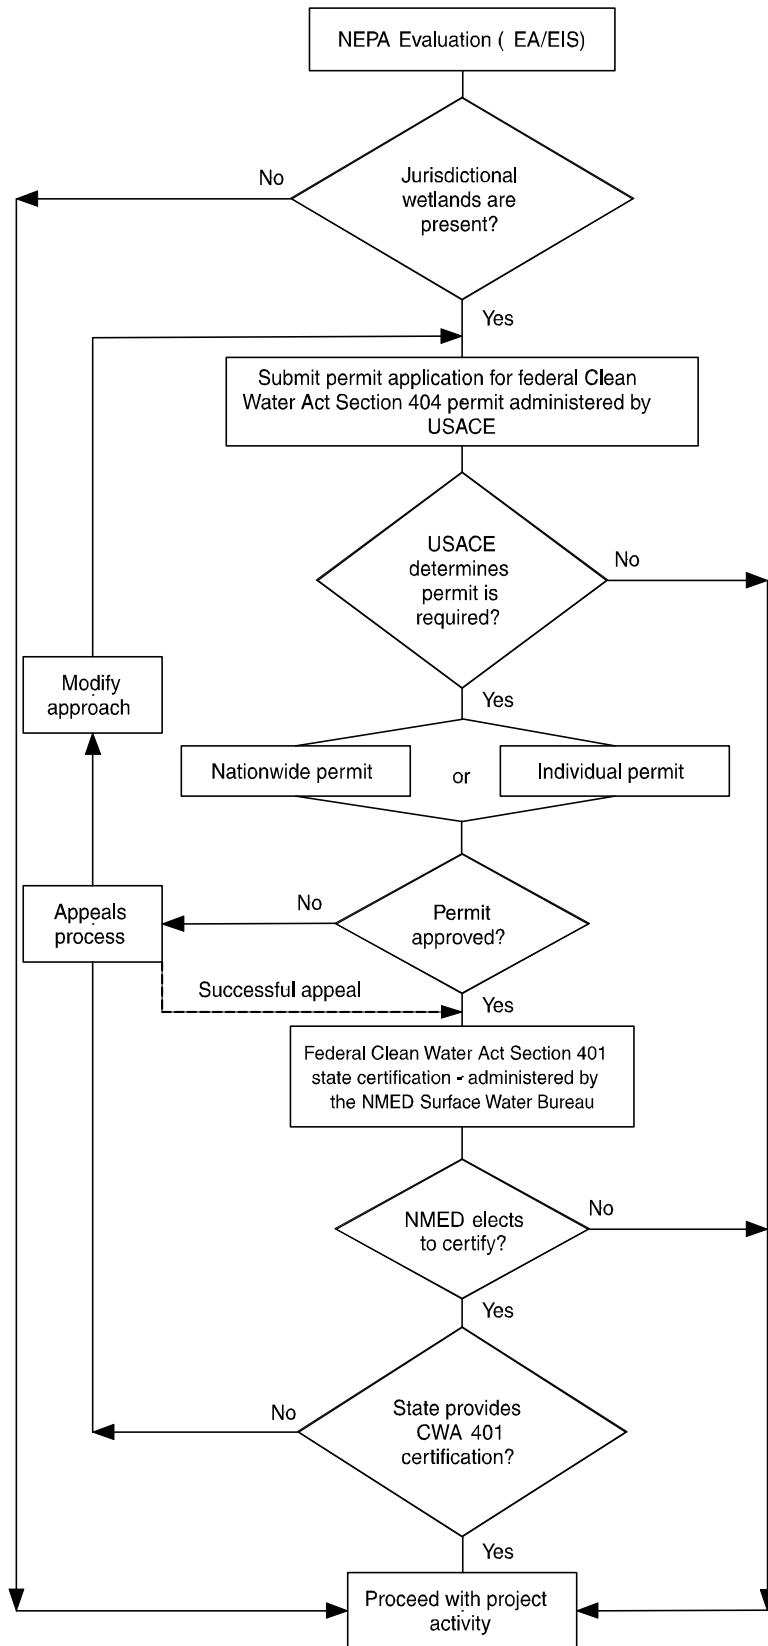 NEPA Evaluation ( EA/EIS)
No
Jurisdictional
wetlands are
present?
Yes
Submit permit application for federal Clean
Water Act Section 404 permit administered by
USACE
USACE
determines
permit is
required?
No
Modify
approach
Yes
Nationwide permit
or
Individual permit
Appeals
process
No
Permit
approved?
Successful appeal
Yes
Federal Clean Water Act Section 401
state certification - administered by
the NMED Surface Water Bureau
NMED elects
to certify?
No
Yes
No
State provides
CWA 401
certification?
Yes
Proceed with project
activity